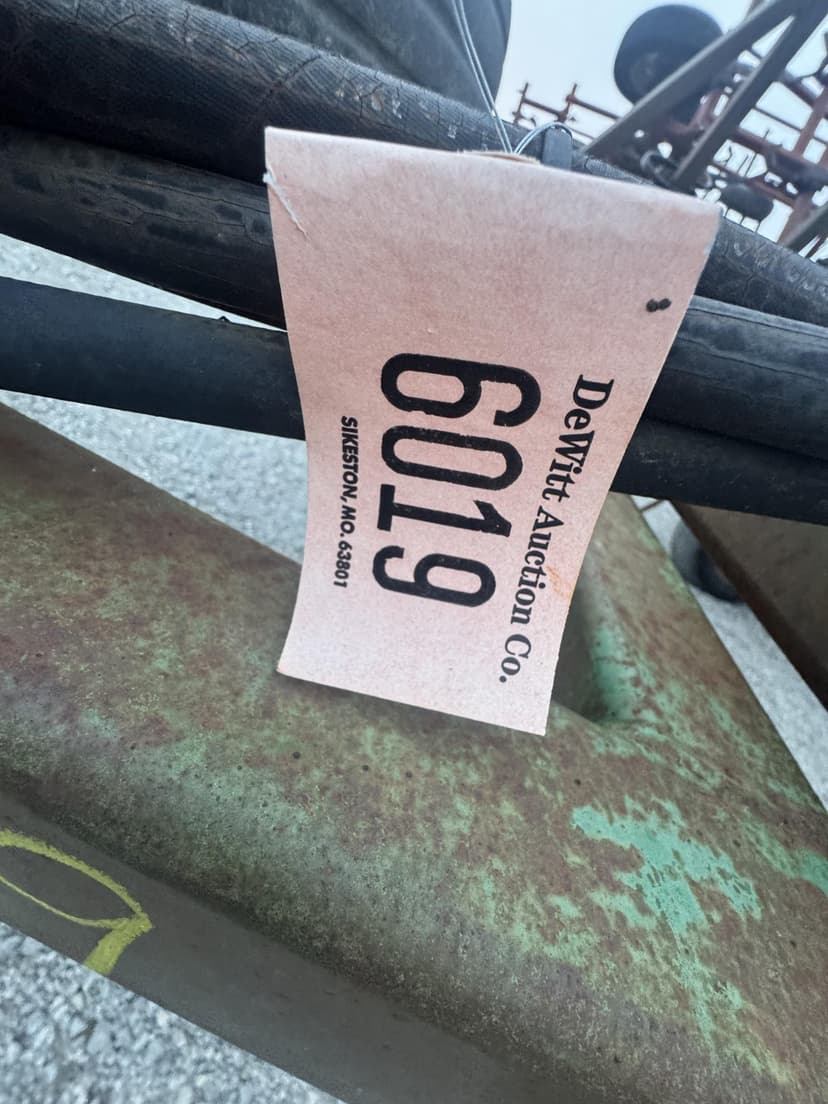 DeWitt Auction Co.
6019
SIKESTON, MO. 63801